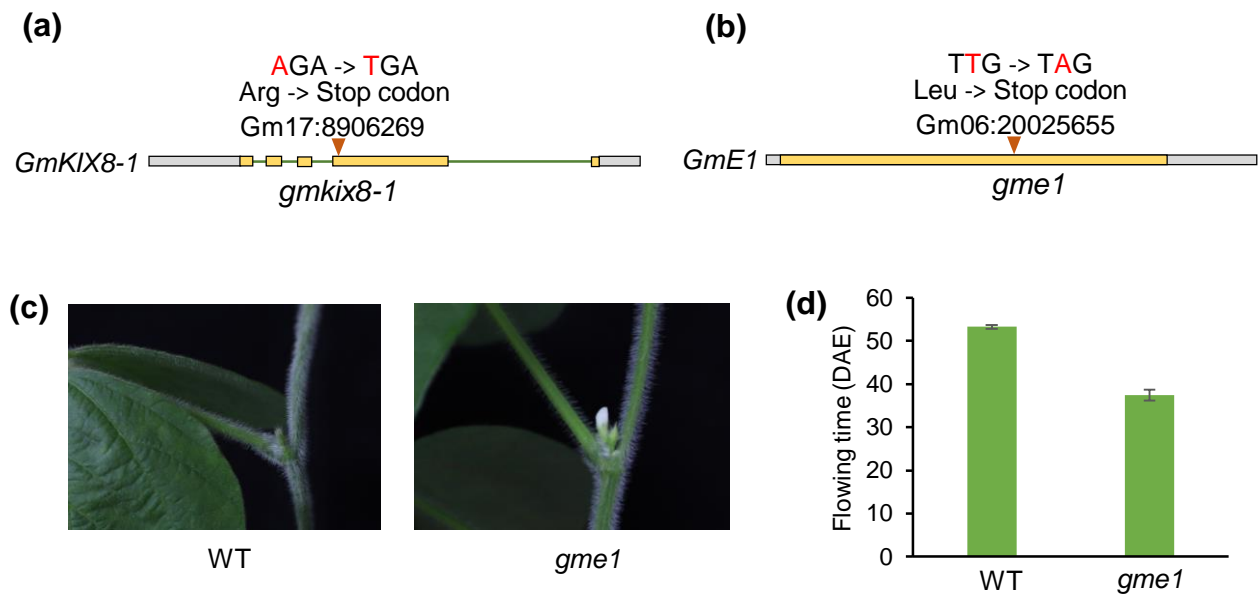 (a)
AGA -> TGA
Arg -> Stop codon
Gm17:8906269
GmKIX8-1
gmkix8-1
(b)
TTG -> TAG
Leu -> Stop codon
Gm06:20025655
GmE1
gme1
(c)
WT
gme1
(d)
Flowing time (DAE)
60
50
40
30
20
10
0
WT
gme1